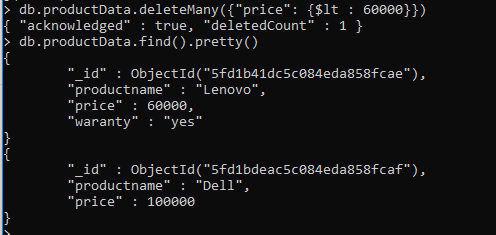 > db.productData.deleteMany({"price": {$lt : 60000}})
{ "acknowledged" : true, "deletedCount" : 1 }
> db.productData.find().pretty()
{
        "_id" : ObjectId("5fd1b41dc5c084eda858fcae"),
        "productname" : "Lenovo",
        "price" : 60000,
        "waranty" : "yes"
}
{
        "_id" : ObjectId("5fd1bdeac5c084eda858fcaf"),
        "productname" : "Dell",
        "price" : 100000
}
>